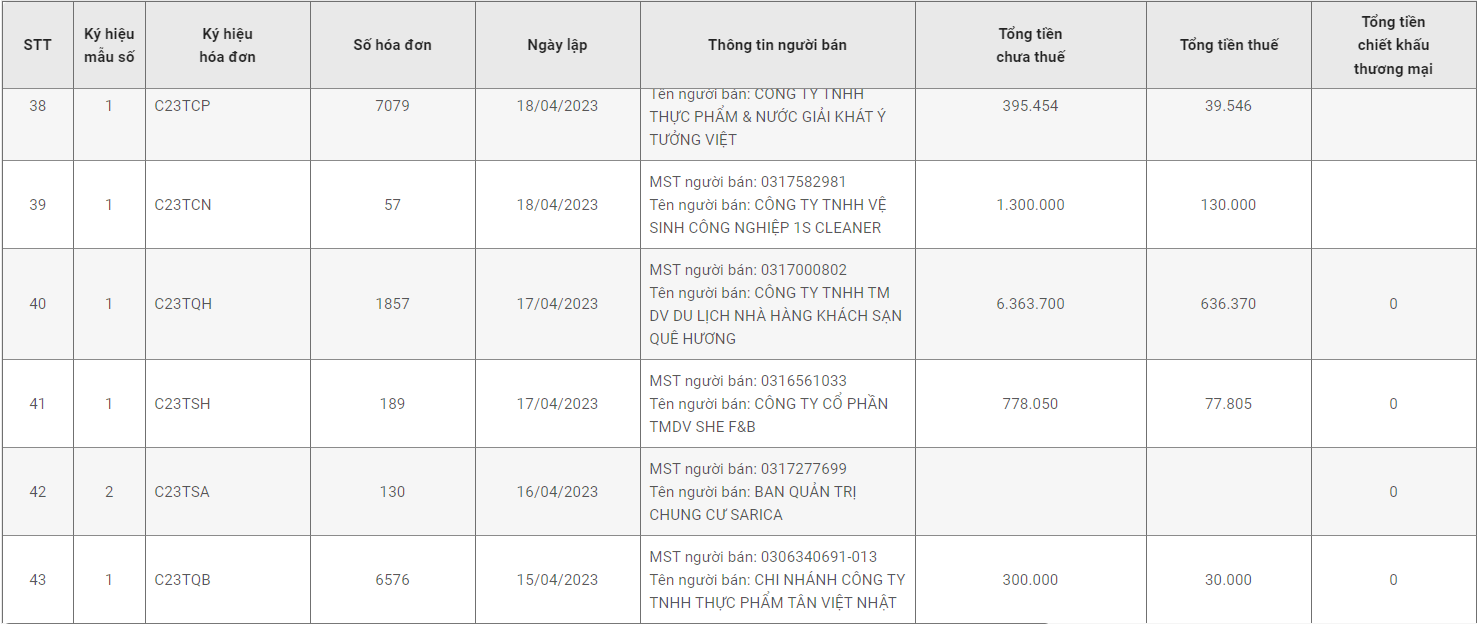 STT
Ký hiệu
mẫu số
Ký hiệu
hóa đơn
Số hóa đơn
Ngày lập
Thông tin người bán
Tổng tiền
chưa thuế
Tổng tiền thuế
Tổng tiền
chiết khấu
thương mại
38
1
C23TCP
7079
18/04/2023
Tên người bán: CÔNG TY TNHH
THỰC PHẨM & NƯỚC GIẢI KHÁT Ý
TƯỞNG VIỆT
395.454
39.546
39
1
C23TCN
57
18/04/2023
MST người bán: 0317582981
Tên người bán: CÔNG TY TNHH VỆ
SINH CÔNG NGHIỆP 1S CLEANER
1.300.000
130.000
40
1
C23TQH
1857
17/04/2023
MST người bán: 0317000802
Tên người bán: CÔNG TY TNHH TM
DV DU LỊCH NHÀ HÀNG KHÁCH SẠN
QUÊ HƯƠNG
6.363.700
636.370
0
41
1
C23TSH
189
17/04/2023
MST người bán: 0316561033
Tên người bán: CÔNG TY CỔ PHẦN
TMDV SHE F&B
778.050
77.805
0
42
2
C23TSA
130
16/04/2023
MST người bán: 0317277699
Tên người bán: BAN QUẢN TRỊ
CHUNG CƯ SARICA
0
43
1
C23TQB
6576
15/04/2023
MST người bán: 0306340691-013
Tên người bán: CHI NHÁNH CÔNG TY
TNHH THỰC PHẨM TÂN VIỆT NHẬT
300.000
30.000
0